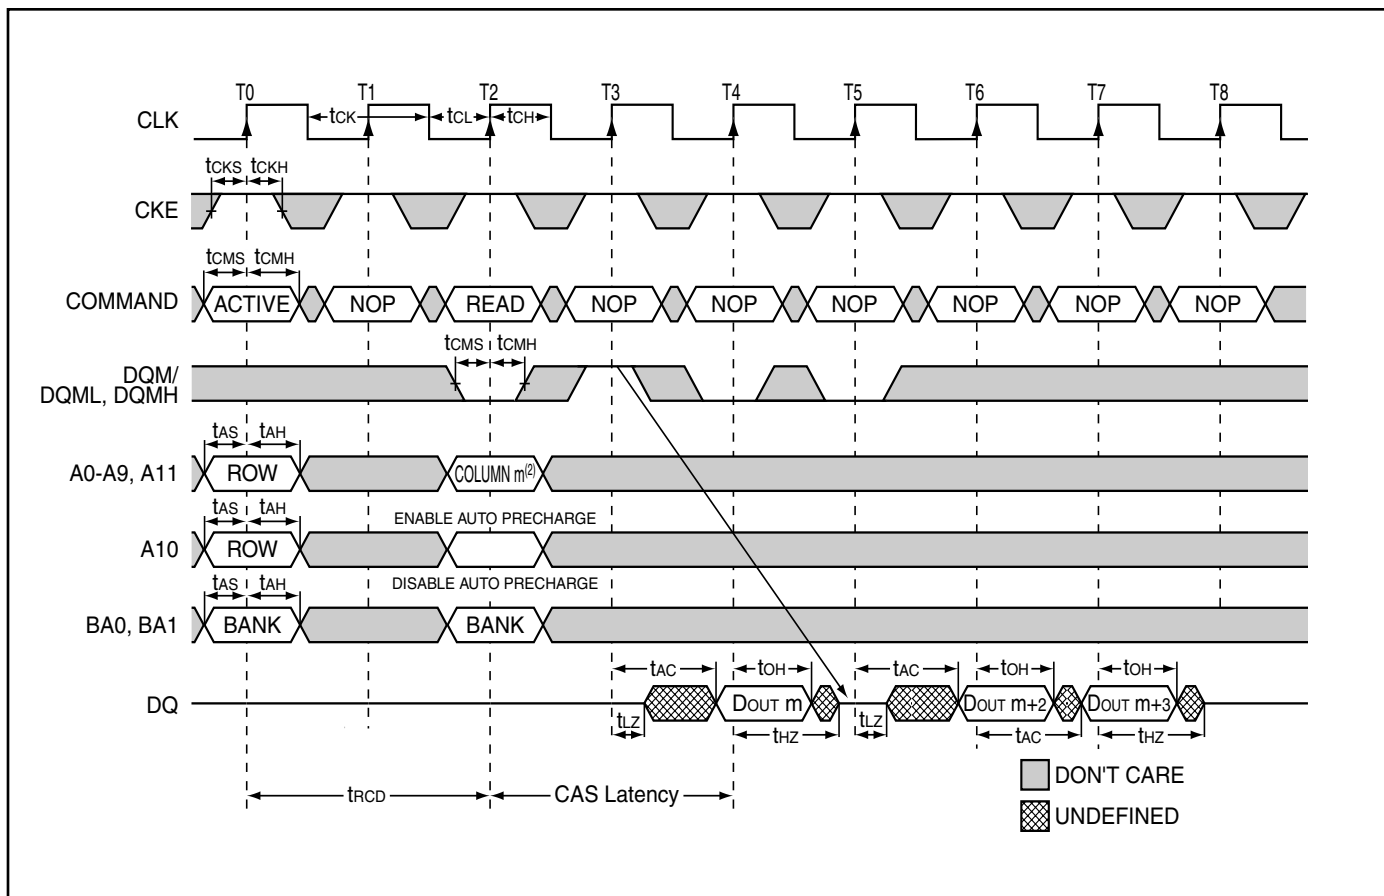 T0 T1 T2 T3 T4 T5 T6 T7 T8
CLK
tCK tCL tCH
tCKS tCKH
CKE
tCMS tCMH
COMMAND ACTIVE NOP READ NOP NOP NOP NOP NOP NOP
tCMS tCMH
DQM/
DQML, DQMH
tAS tAH
A0-A9, A11 ROW COLUMN m(2)
tAS tAH ENABLE AUTO PRECHARGE
A10 ROW
tAS tAH DISABLE AUTO PRECHARGE
BA0, BA1 BANK BANK
tAC tOH tAC tOH tOH
DQ DOUT m DOUT m+2 DOUT m+3
tLZ tHZ tLZ tAC tHZ
DON'T CARE
tRCD CAS Latency
UNDEFINED